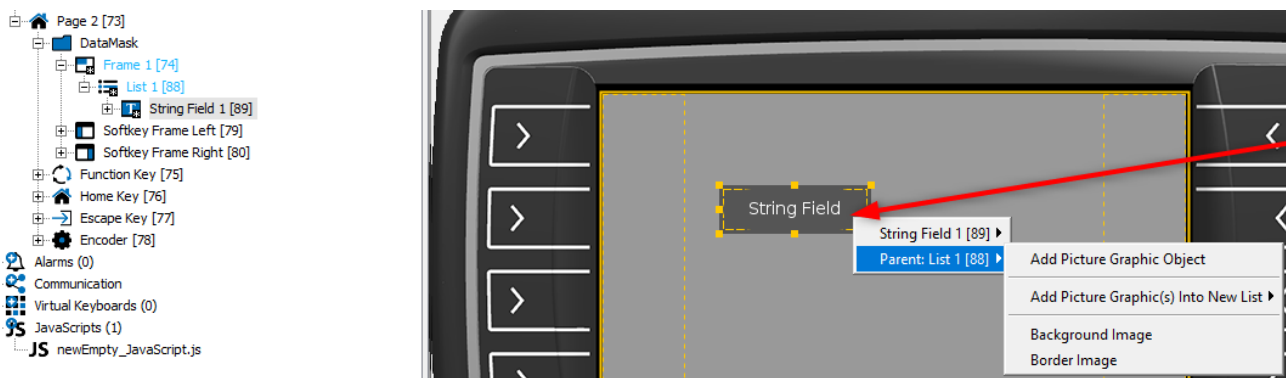 Page 2 [73]
DataMask
Frame 1 [74]
List 1 [88]
String Field 1 [89]
Softkey Frame Left [79]
Softkey Frame Right [80]
Function Key [75]
Home Key [76]
Escape Key [77]
Encoder [78]
Alarms (0)
Communication
Virtual Keyboards (0)
JavaScripts (1)
JS newEmpty_JavaScript.js
String Field
String Field 1 [89]
Parent: List 1 [88]
Add Picture Graphic Object
Add Picture Graphic(s) Into New List
Background Image
Border Image